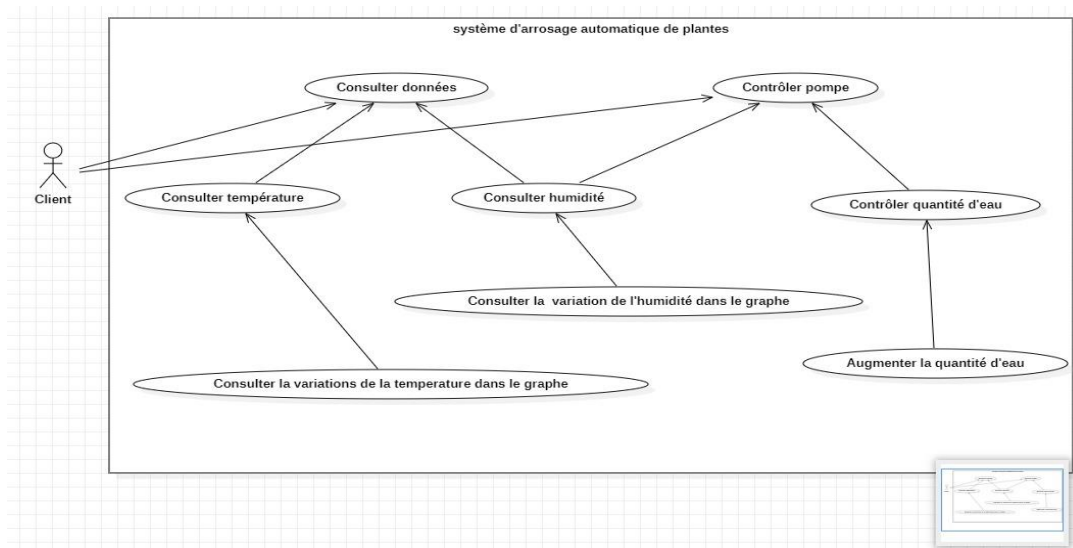 système d'arrosage automatique de plantes
Consulter données
Contrôler pompe
Client
Consulter température
Consulter humidité
Contrôler quantité d'eau
Consulter la  variation de l'humidité dans le graphe
Augmenter la quantité d'eau
Consulter la variations de la temperature dans le graphe